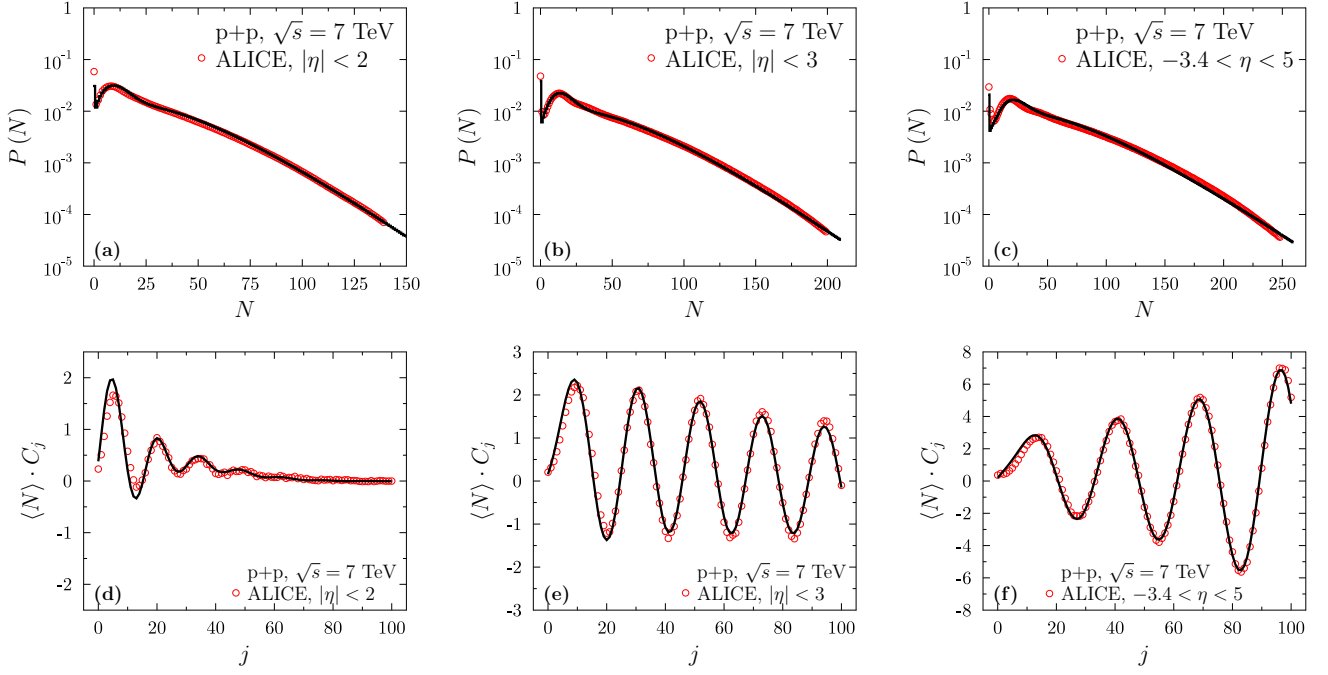 1
10⁻¹
10⁻²
10⁻³
10⁻⁴
10⁻⁵
P (N)
p+p, √s = 7 TeV
ALICE, |η| < 2
(a)
0 25 50 75 100 125 150
N
1
10⁻¹
10⁻²
10⁻³
10⁻⁴
10⁻⁵
P (N)
p+p, √s = 7 TeV
ALICE, |η| < 3
(b)
0 50 100 150 200
N
1
10⁻¹
10⁻²
10⁻³
10⁻⁴
10⁻⁵
P (N)
p+p, √s = 7 TeV
ALICE, −3.4 < η < 5
(c)
0 50 100 150 200 250
N
2
1
0
-1
-2
⟨N⟩ · Cⱼ
p+p, √s = 7 TeV
(d) ALICE, |η| < 2
0 20 40 60 80 100
j
3
2
1
0
-1
-2
-3
⟨N⟩ · Cⱼ
p+p, √s = 7 TeV
(e) ALICE, |η| < 3
0 20 40 60 80 100
j
8
6
4
2
0
-2
-4
-6
-8
⟨N⟩ · Cⱼ
p+p, √s = 7 TeV
(f) ALICE, −3.4 < η < 5
0 20 40 60 80 100
j